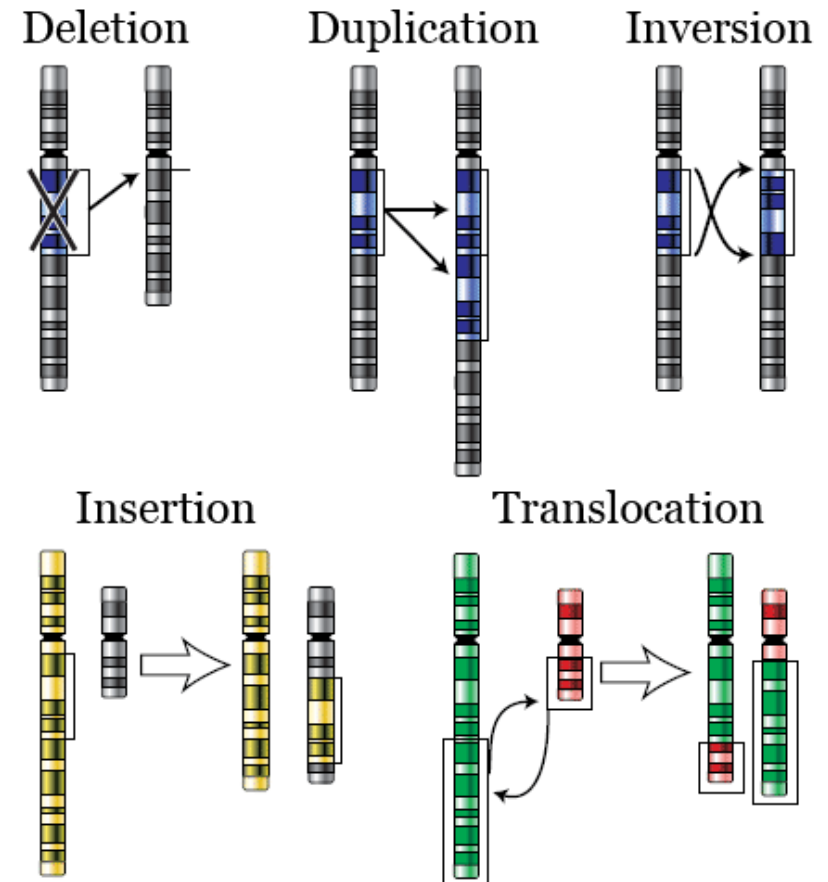 Deletion
Duplication
Inversion
Insertion
Translocation